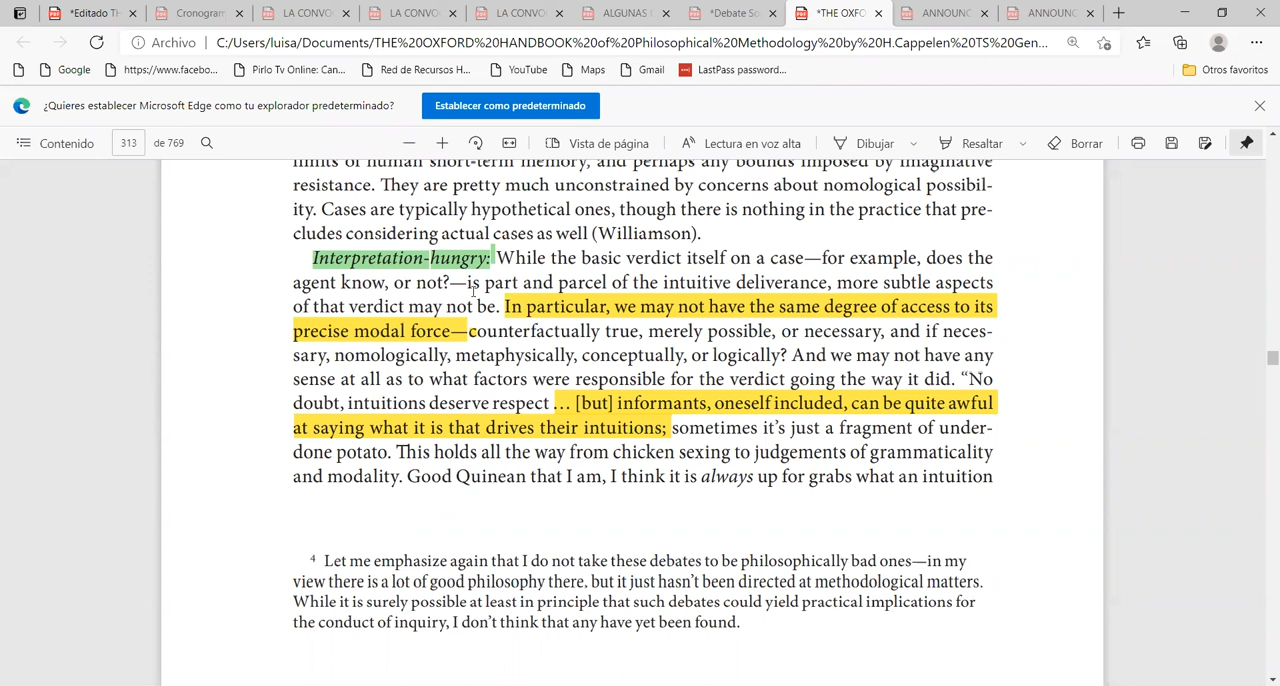 *Editado TH
Cronogram
LA CONVO
LA CONVO
LA CONVO
ALGUNAS
*Debate So
*THE OXFO
ANNOUNC
ANNOUNC
Archivo C:/Users/luisa/Documents/THE%20OXFORD%20HANDBOOK%20of%20Philosophical%20Methodology%20by%20H.Cappelen%20TS%20Gen...
Google https://www.facebo... Pirlo Tv Online: Can... Red de Recursos H... YouTube Maps Gmail LastPass password... Otros favoritos
¿Quieres establecer Microsoft Edge como tu explorador predeterminado? Establecer como predeterminado
Contenido 313 de 769 Vista de página Lectura en voz alta Dibujar Resaltar Borrar
limits of human short-term memory, and perhaps any bounds imposed by imaginative
resistance. They are pretty much unconstrained by concerns about nomological possibil-
ity. Cases are typically hypothetical ones, though there is nothing in the practice that pre-
cludes considering actual cases as well (Williamson).
Interpretation-hungry: While the basic verdict itself on a case—for example, does the
agent know, or not?—is part and parcel of the intuitive deliverance, more subtle aspects
of that verdict may not be. In particular, we may not have the same degree of access to its
precise modal force—counterfactually true, merely possible, or necessary, and if neces-
sary, nomologically, metaphysically, conceptually, or logically? And we may not have any
sense at all as to what factors were responsible for the verdict going the way it did. “No
doubt, intuitions deserve respect … [but] informants, oneself included, can be quite awful
at saying what it is that drives their intuitions; sometimes it’s just a fragment of under-
done potato. This holds all the way from chicken sexing to judgements of grammaticality
and modality. Good Quinean that I am, I think it is always up for grabs what an intuition
4 Let me emphasize again that I do not take these debates to be philosophically bad ones—in my
view there is a lot of good philosophy there, but it just hasn’t been directed at methodological matters.
While it is surely possible at least in principle that such debates could yield practical implications for
the conduct of inquiry, I don’t think that any have yet been found.